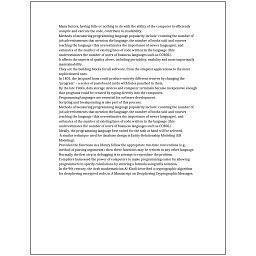 Many factors, having little or nothing to do with the ability of the computer to efficiently
compile and execute the code, contribute to readability.
Methods of measuring programming language popularity include: counting the number of
job advertisements that mention the language, the number of books sold and courses
teaching the language (this overestimates the importance of newer languages), and
estimates of the number of existing lines of code written in the language (this
underestimates the number of users of business languages such as COBOL).
It affects the aspects of quality above, including portability, usability and most importantly
maintainability.
They are the building blocks for all software, from the simplest applications to the most
sophisticated ones.
In 1801, the Jacquard loom could produce entirely different weaves by changing the
"program" – a series of pasteboard cards with holes punched in them.
By the late 1960s, data storage devices and computer terminals became inexpensive enough
that programs could be created by typing directly into the computers.
Programming languages are essential for software development.
Scripting and breakpointing is also part of this process.
Methods of measuring programming language popularity include: counting the number of
job advertisements that mention the language, the number of books sold and courses
teaching the language (this overestimates the importance of newer languages), and
estimates of the number of existing lines of code written in the language (this
underestimates the number of users of business languages such as COBOL).
Ideally, the programming language best suited for the task at hand will be selected.
A similar technique used for database design is Entity-Relationship Modeling (ER
Modeling).
Provided the functions in a library follow the appropriate run-time conventions (e.g.,
method of passing arguments), then these functions may be written in any other language.
Normally the first step in debugging is to attempt to reproduce the problem.
Compilers harnessed the power of computers to make programming easier by allowing
programmers to specify calculations by entering a formula using infix notation.
In the 9th century, the Arab mathematician Al-Kindi described a cryptographic algorithm
for deciphering encrypted code, in A Manuscript on Deciphering Cryptographic Messages.